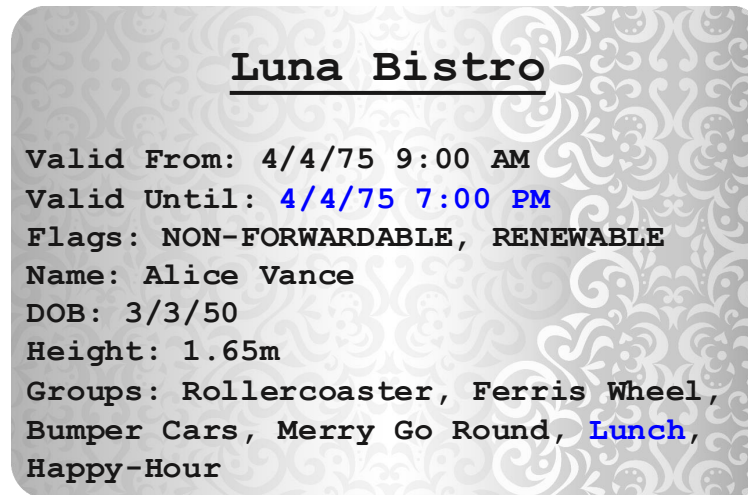 Luna Bistro
Valid From: 4/4/75 9:00 AM
Valid Until: 4/4/75 7:00 PM
Flags: NON-FORWARDABLE, RENEWABLE
Name: Alice Vance
DOB: 3/3/50
Height: 1.65m
Groups: Rollercoaster, Ferris Wheel,
Bumper Cars, Merry Go Round, Lunch,
Happy-Hour